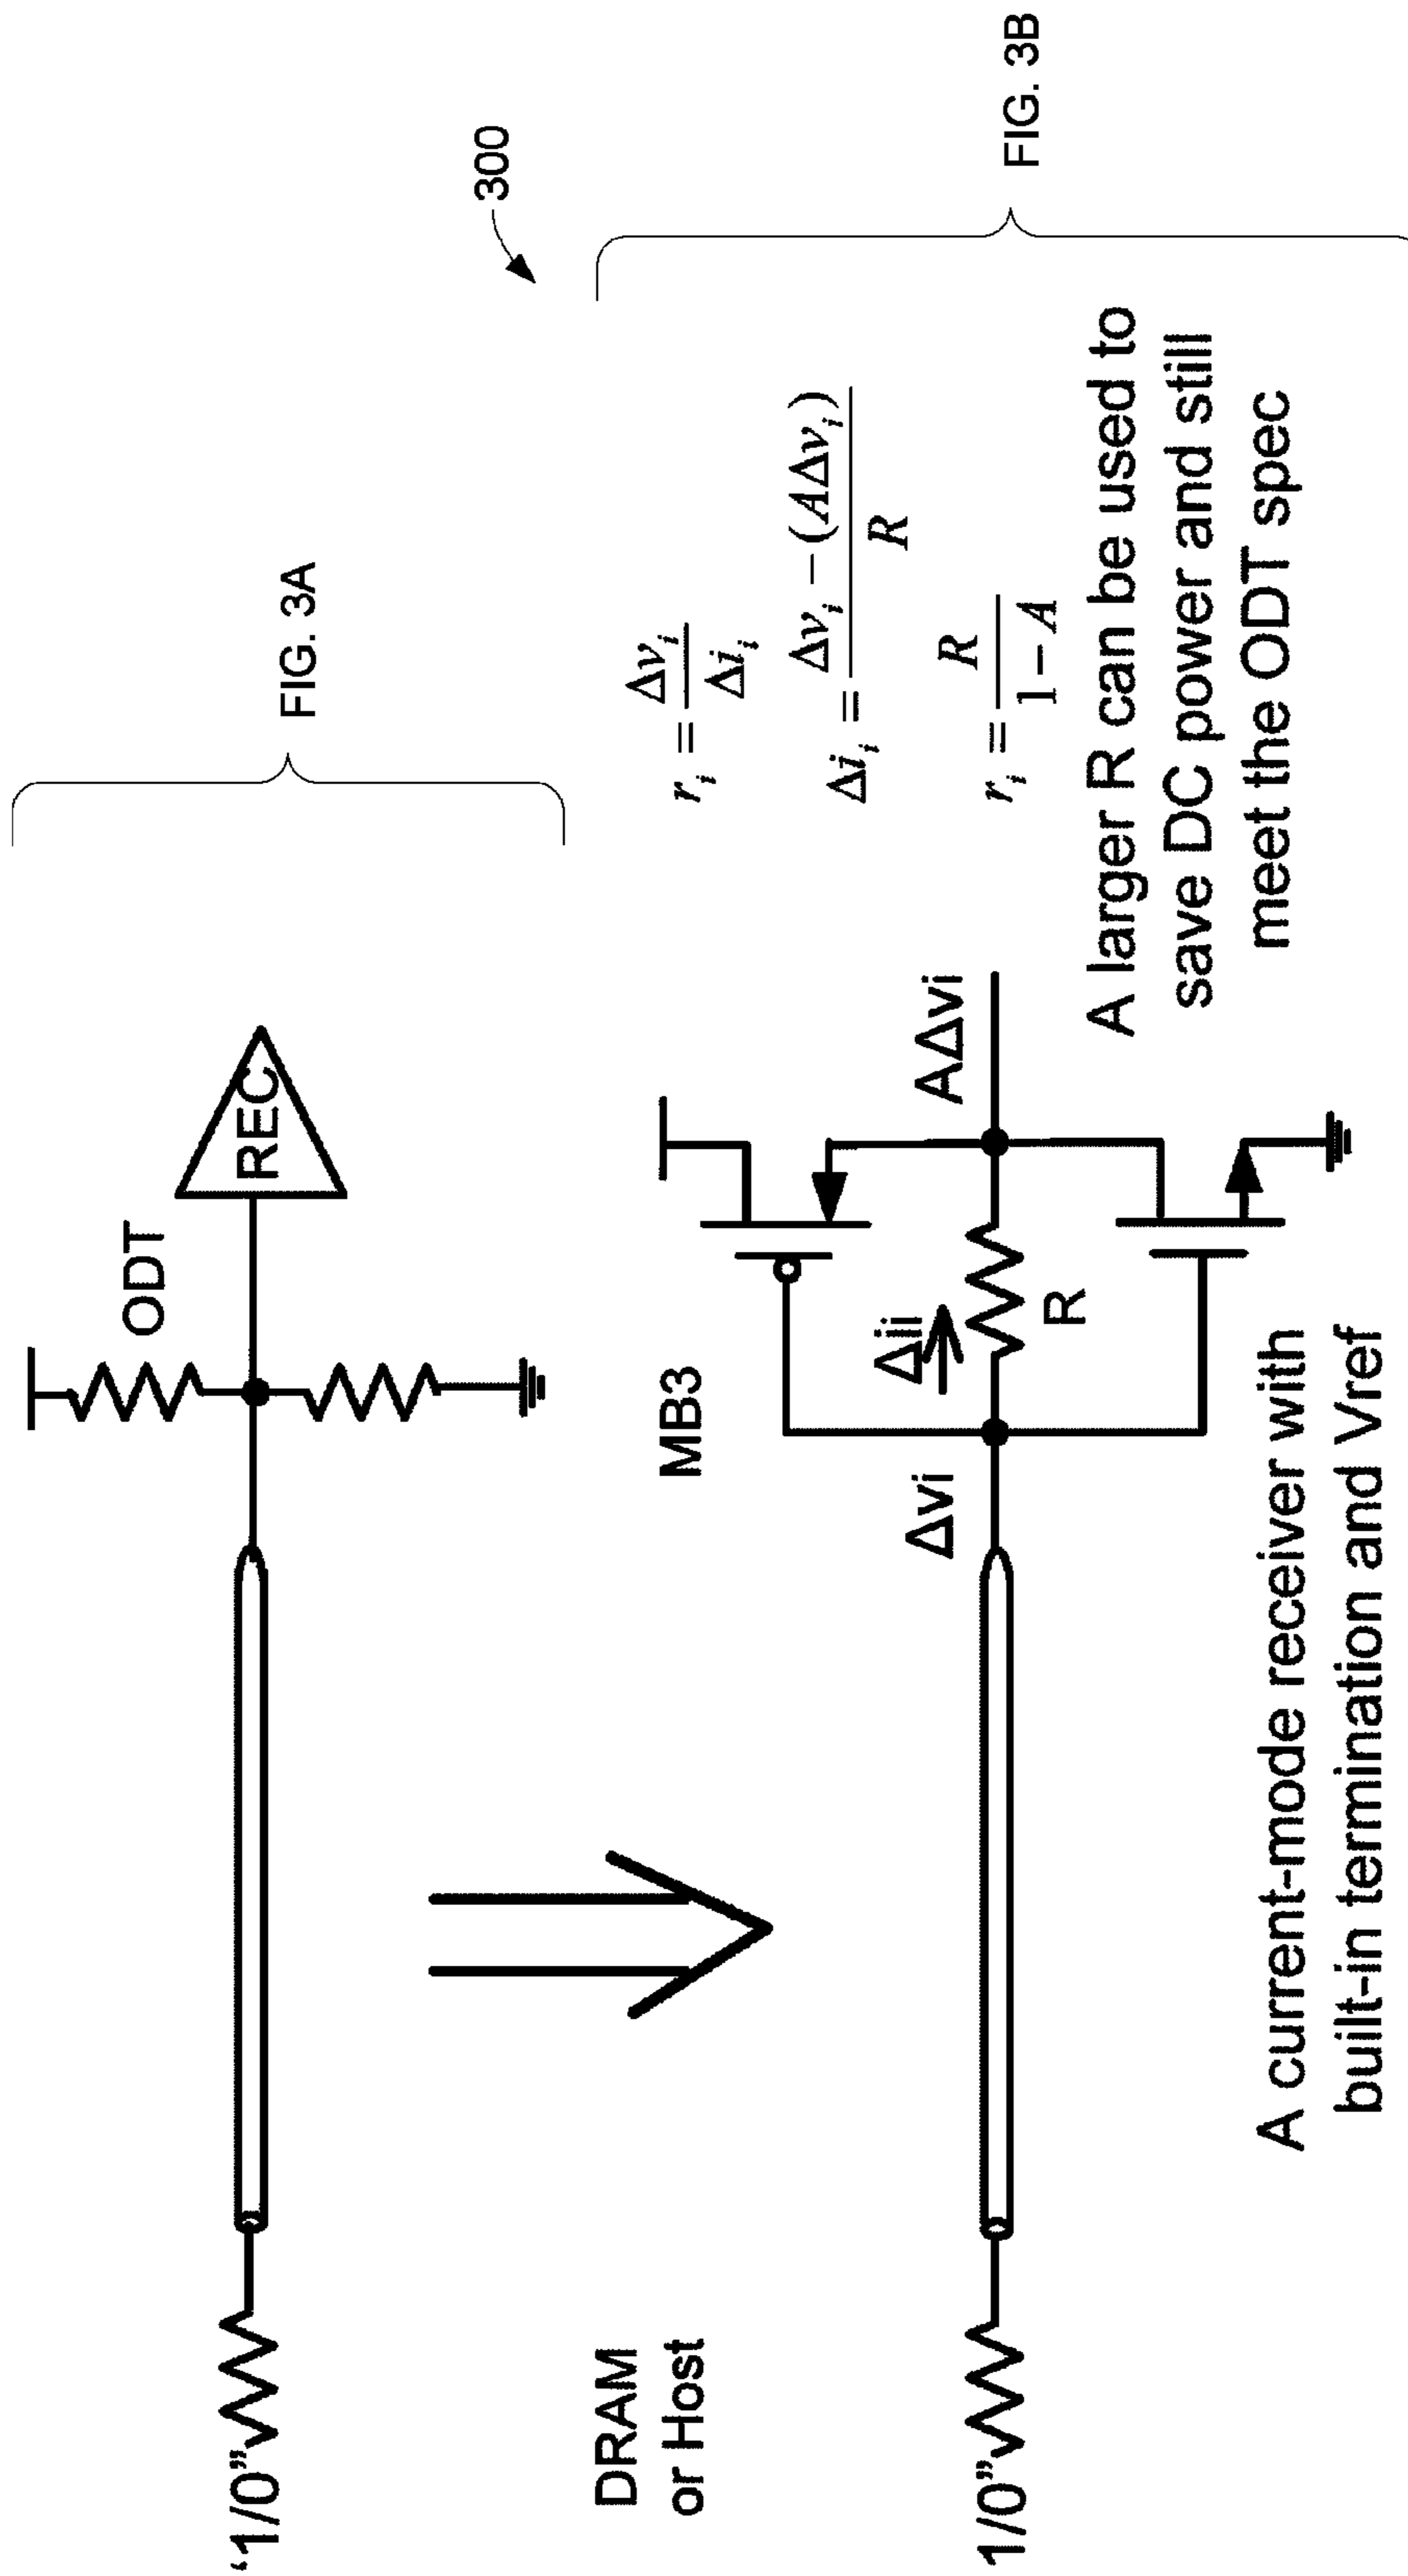 FIG. 3A
ODT
REC
‘1/0”
300
DRAM
or Host
MB3
Δvi
Δii
R
AΔvi
1/0”
r_i = Δv_i / Δi_i
Δi_i = Δv_i − (AΔv_i) / R
r_i = R / 1 − A
A larger R can be used to
save DC power and still
meet the ODT spec
A current-mode receiver with
built-in termination and Vref
FIG. 3B